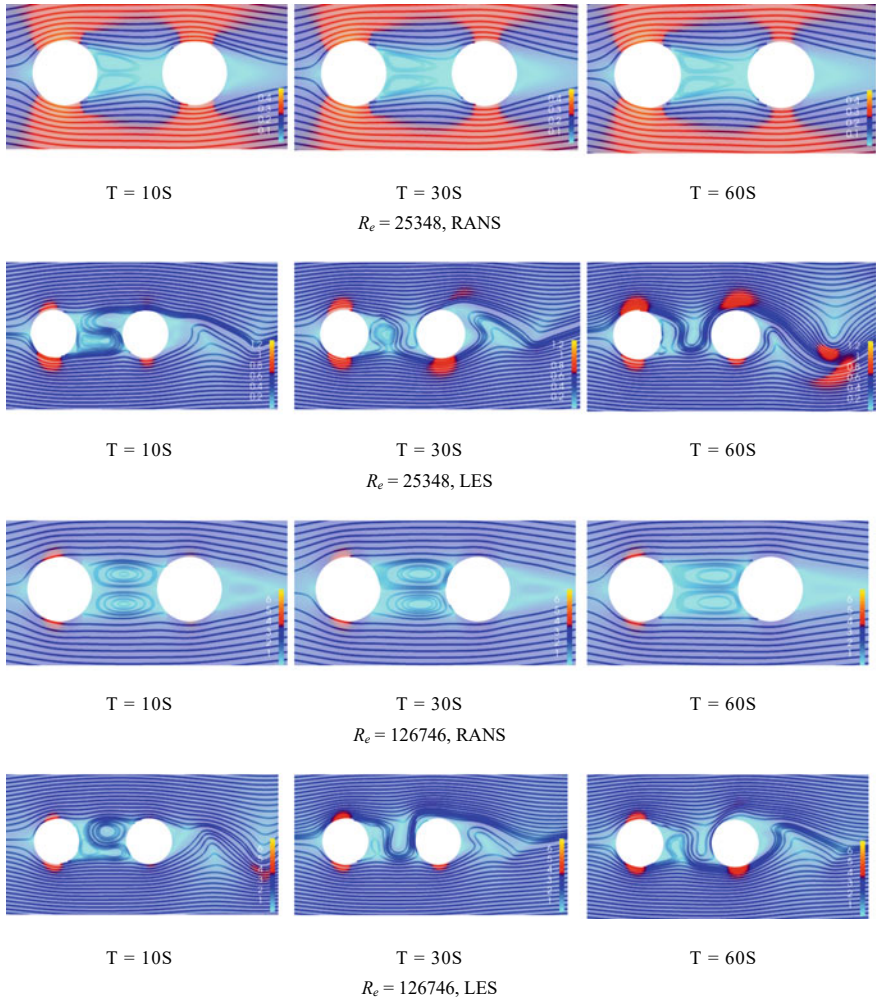 T = 10S
T = 30S
T = 60S
Re = 25348, RANS
T = 10S
T = 30S
T = 60S
Re = 25348, LES
T = 10S
T = 30S
T = 60S
Re = 126746, RANS
T = 10S
T = 30S
T = 60S
Re = 126746, LES